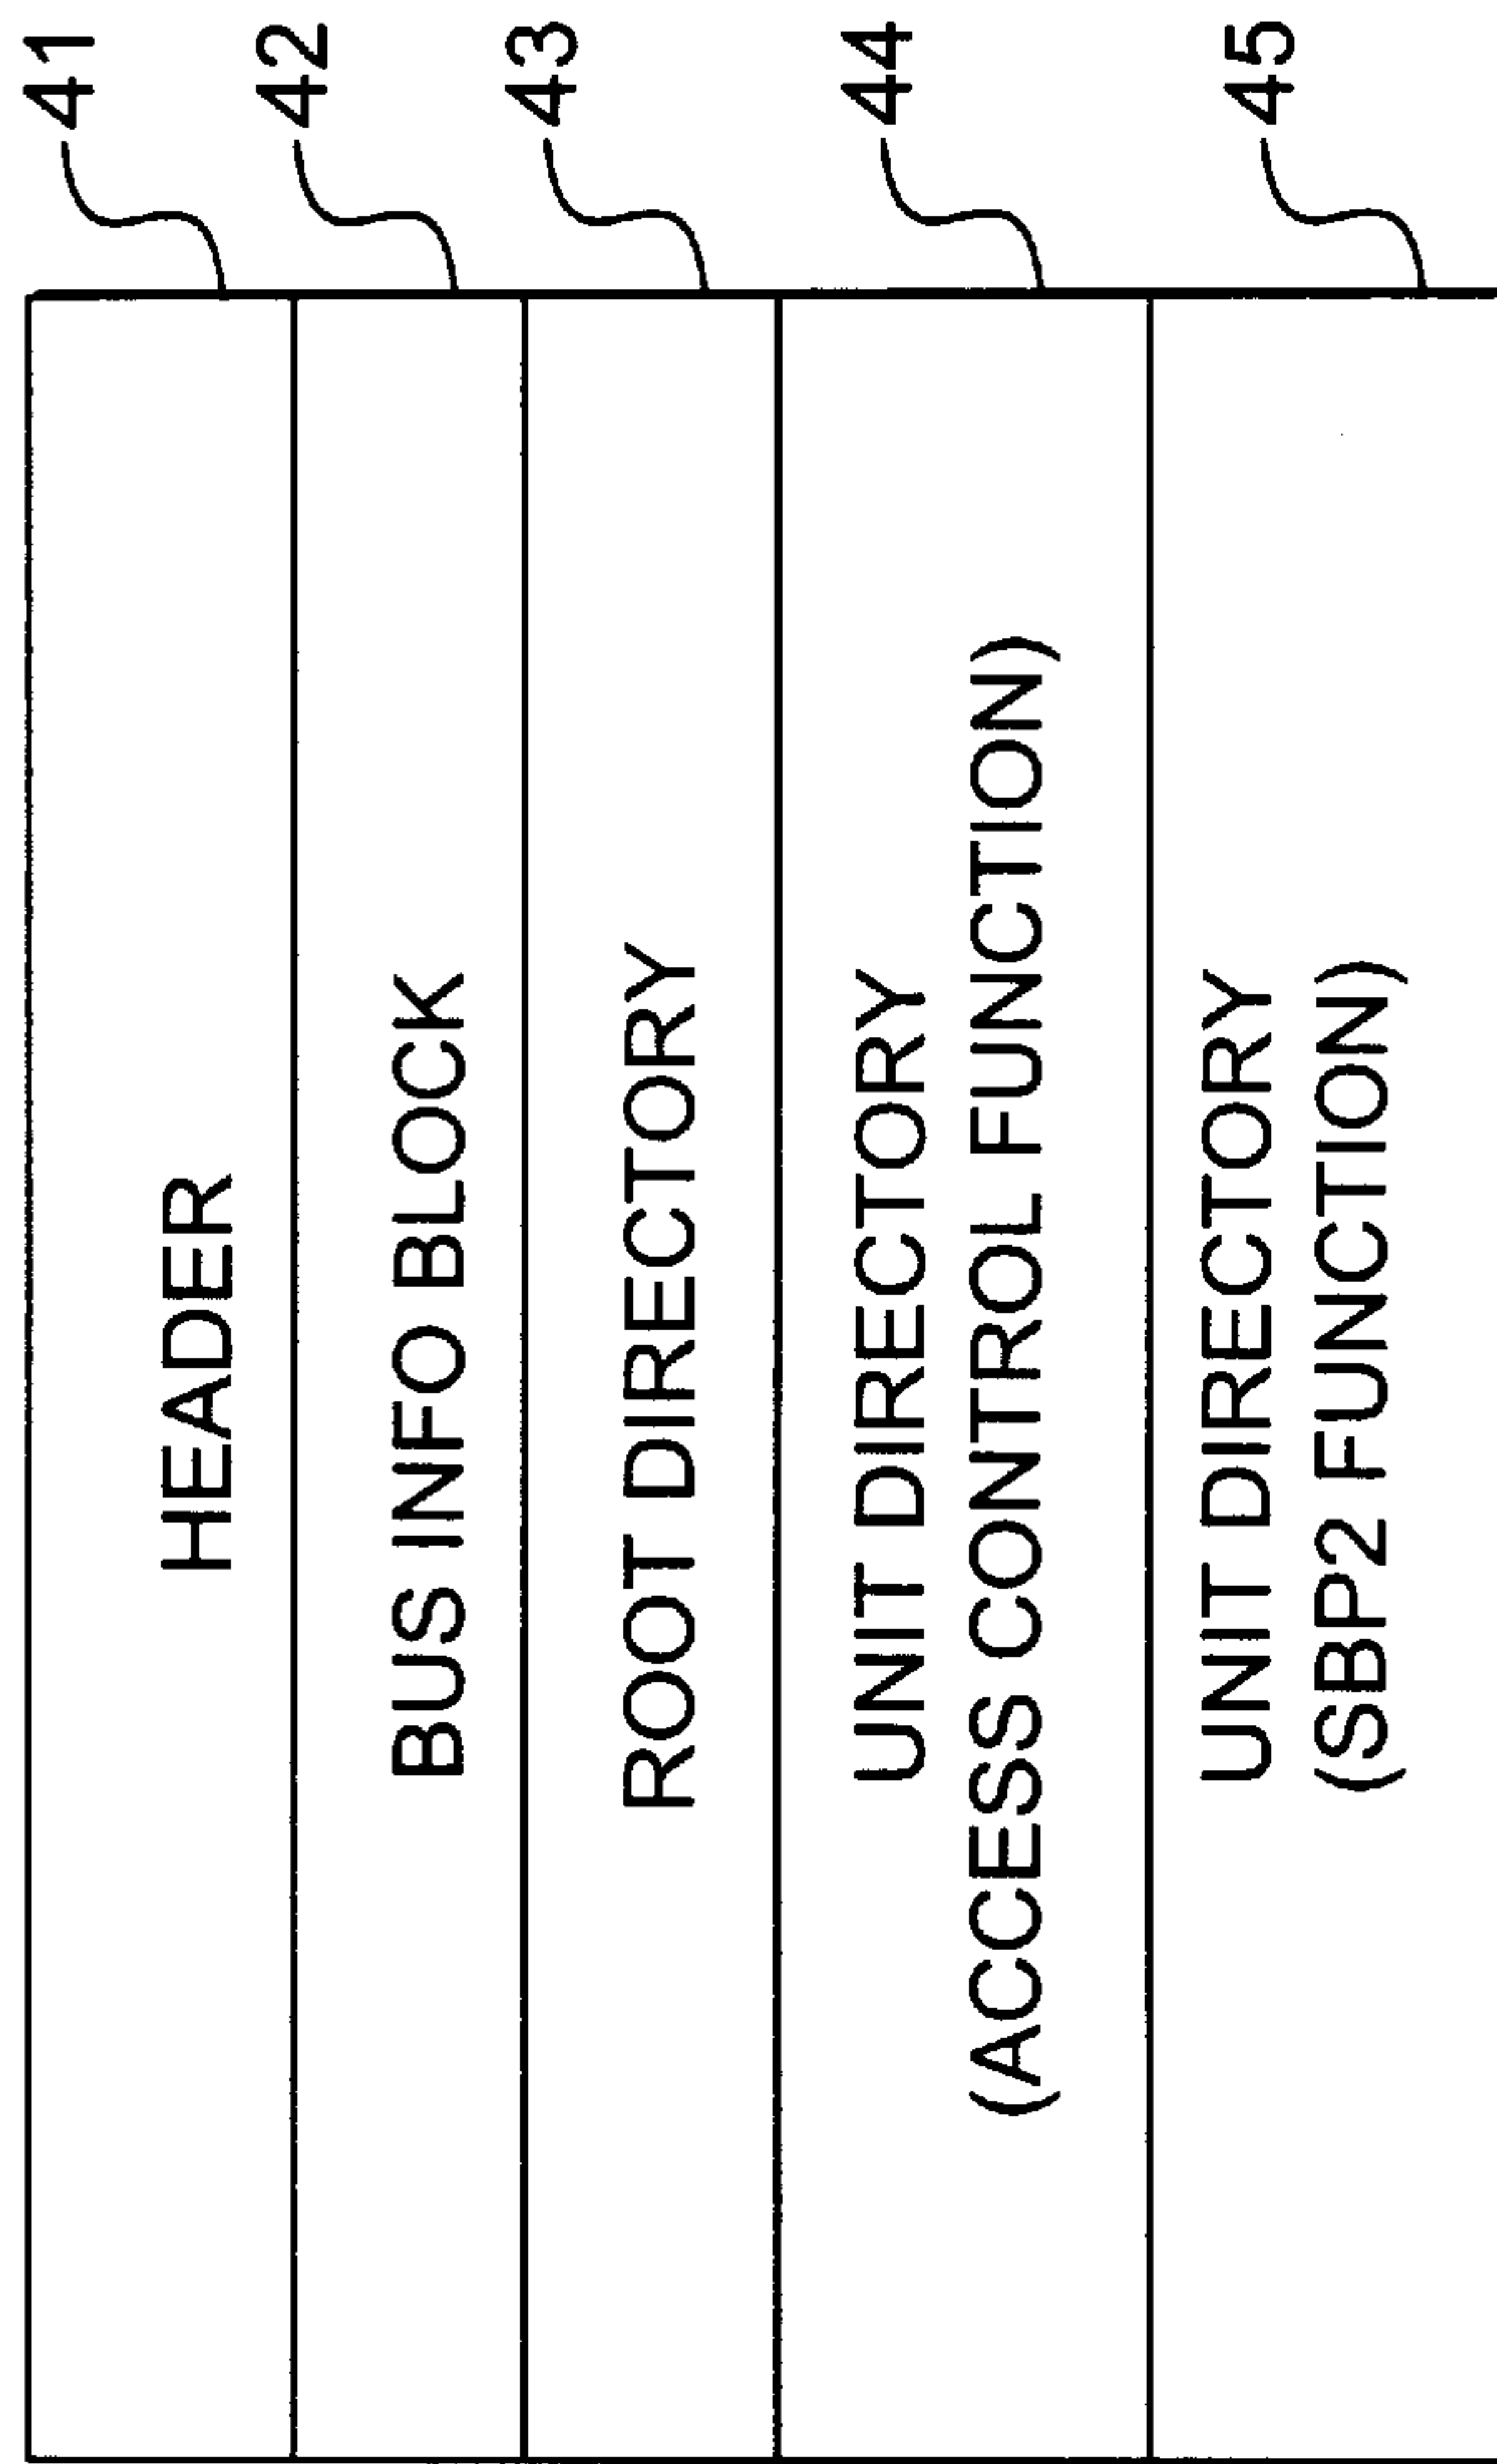 HEADER
41
BUS INFO BLOCK
42
ROOT DIRECTORY
43
UNIT DIRECTORY
(ACCESS CONTROL FUNCTION)
44
UNIT DIRECTORY
(SBP2 FUNCTION)
45